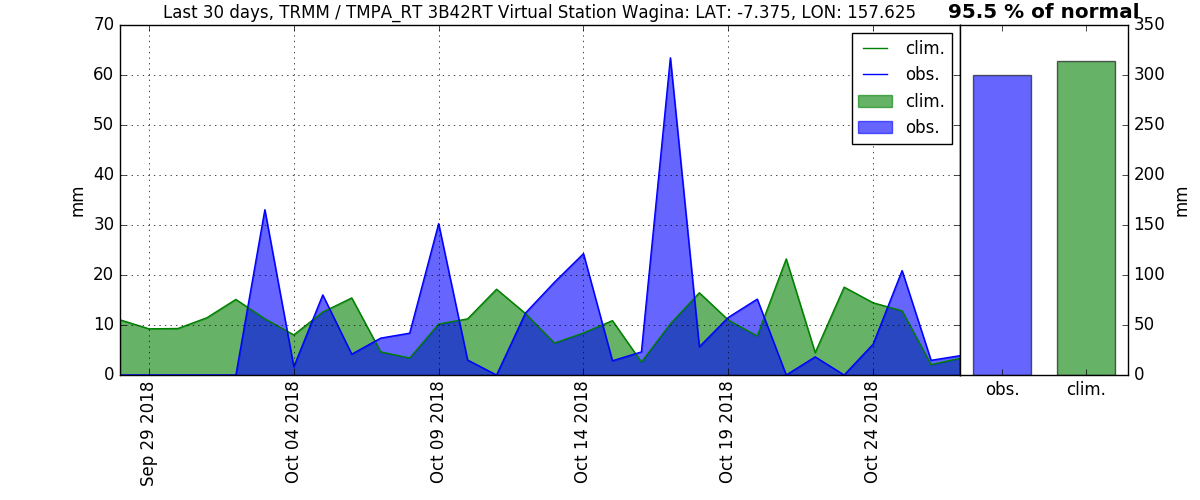 Last 30 days, TRMM / TMPA_RT 3B42RT Virtual Station Wagina: LAT: -7.375, LON: 157.625
95.5 % of normal
70
60
50
40
30
20
10
0
mm
clim.
obs.
clim.
obs.
Sep 29 2018
Oct 04 2018
Oct 09 2018
Oct 14 2018
Oct 19 2018
Oct 24 2018
350
300
250
200
150
100
50
0
mm
obs.
clim.